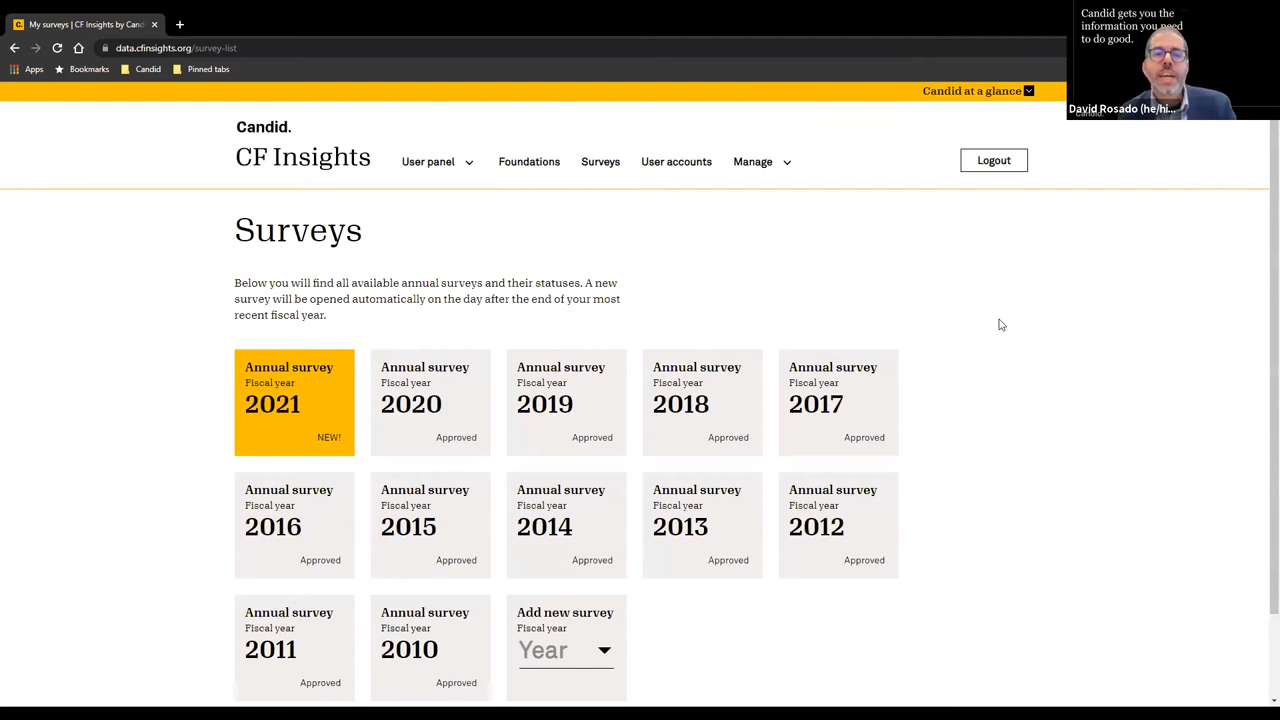 My surveys | CF Insights by Cand
data.cfinsights.org/survey-list
Apps
Bookmarks
Candid
Pinned tabs
Candid gets you the
information you need
to do good.
David Rosado (he/hi...
Candid.
Candid at a glance
Candid.
CF Insights
User panel
Foundations
Surveys
User accounts
Manage
Logout
Surveys
Below you will find all available annual surveys and their statuses. A new
survey will be opened automatically on the day after the end of your most
recent fiscal year.
Annual survey
Fiscal year
2021
NEW!
Annual survey
Fiscal year
2020
Approved
Annual survey
Fiscal year
2019
Approved
Annual survey
Fiscal year
2018
Approved
Annual survey
Fiscal year
2017
Approved
Annual survey
Fiscal year
2016
Approved
Annual survey
Fiscal year
2015
Approved
Annual survey
Fiscal year
2014
Approved
Annual survey
Fiscal year
2013
Approved
Annual survey
Fiscal year
2012
Approved
Annual survey
Fiscal year
2011
Approved
Annual survey
Fiscal year
2010
Approved
Add new survey
Fiscal year
Year